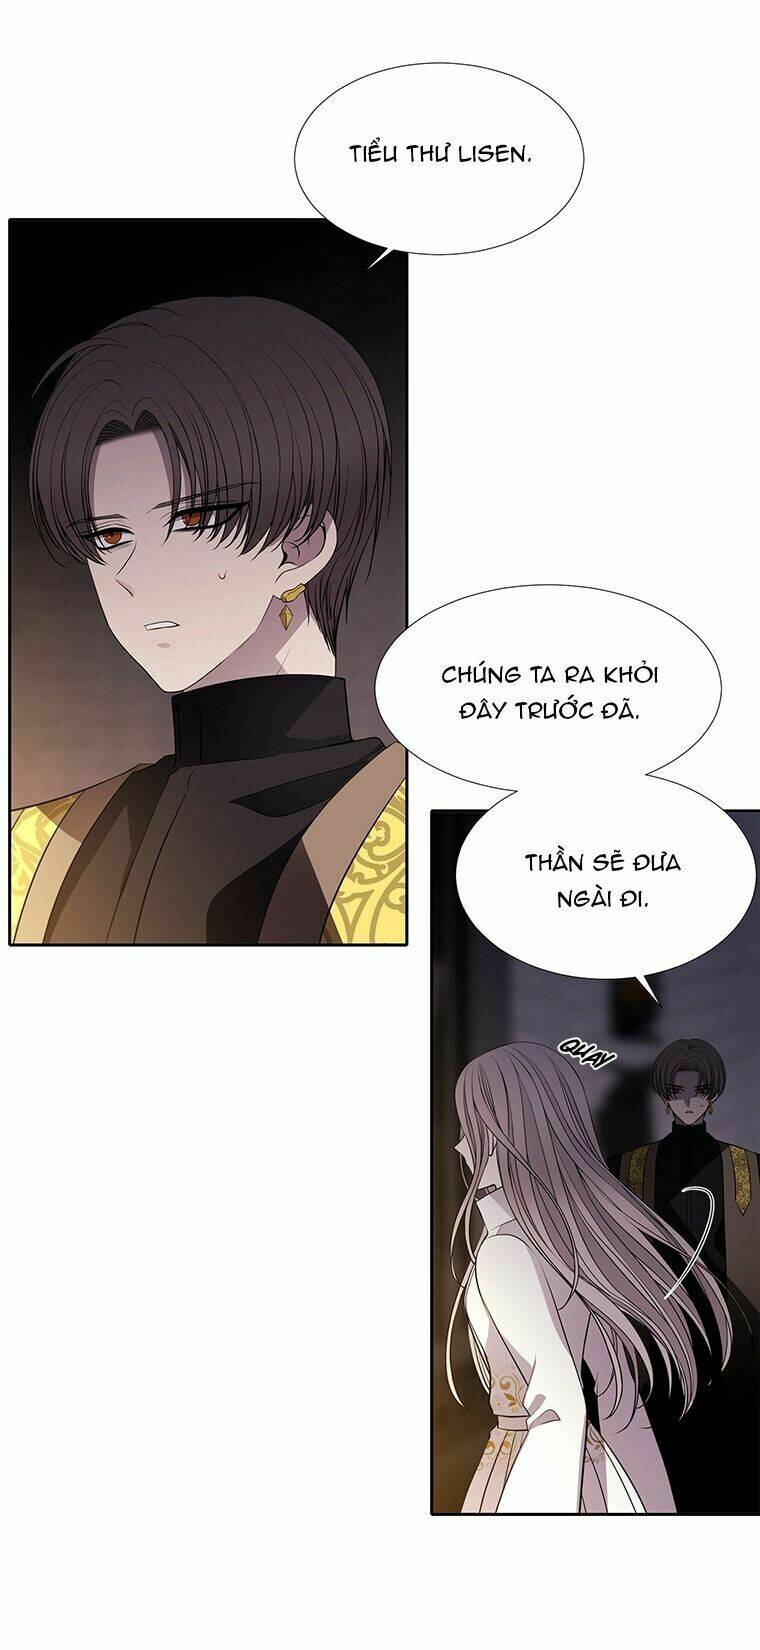 TIỂU THƯ LISEN.
CHÚNG TA RA KHỎI
ĐÂY TRƯỚC ĐÃ.
THẦN SẼ ĐƯA
NGÀI ĐI.
QUAY